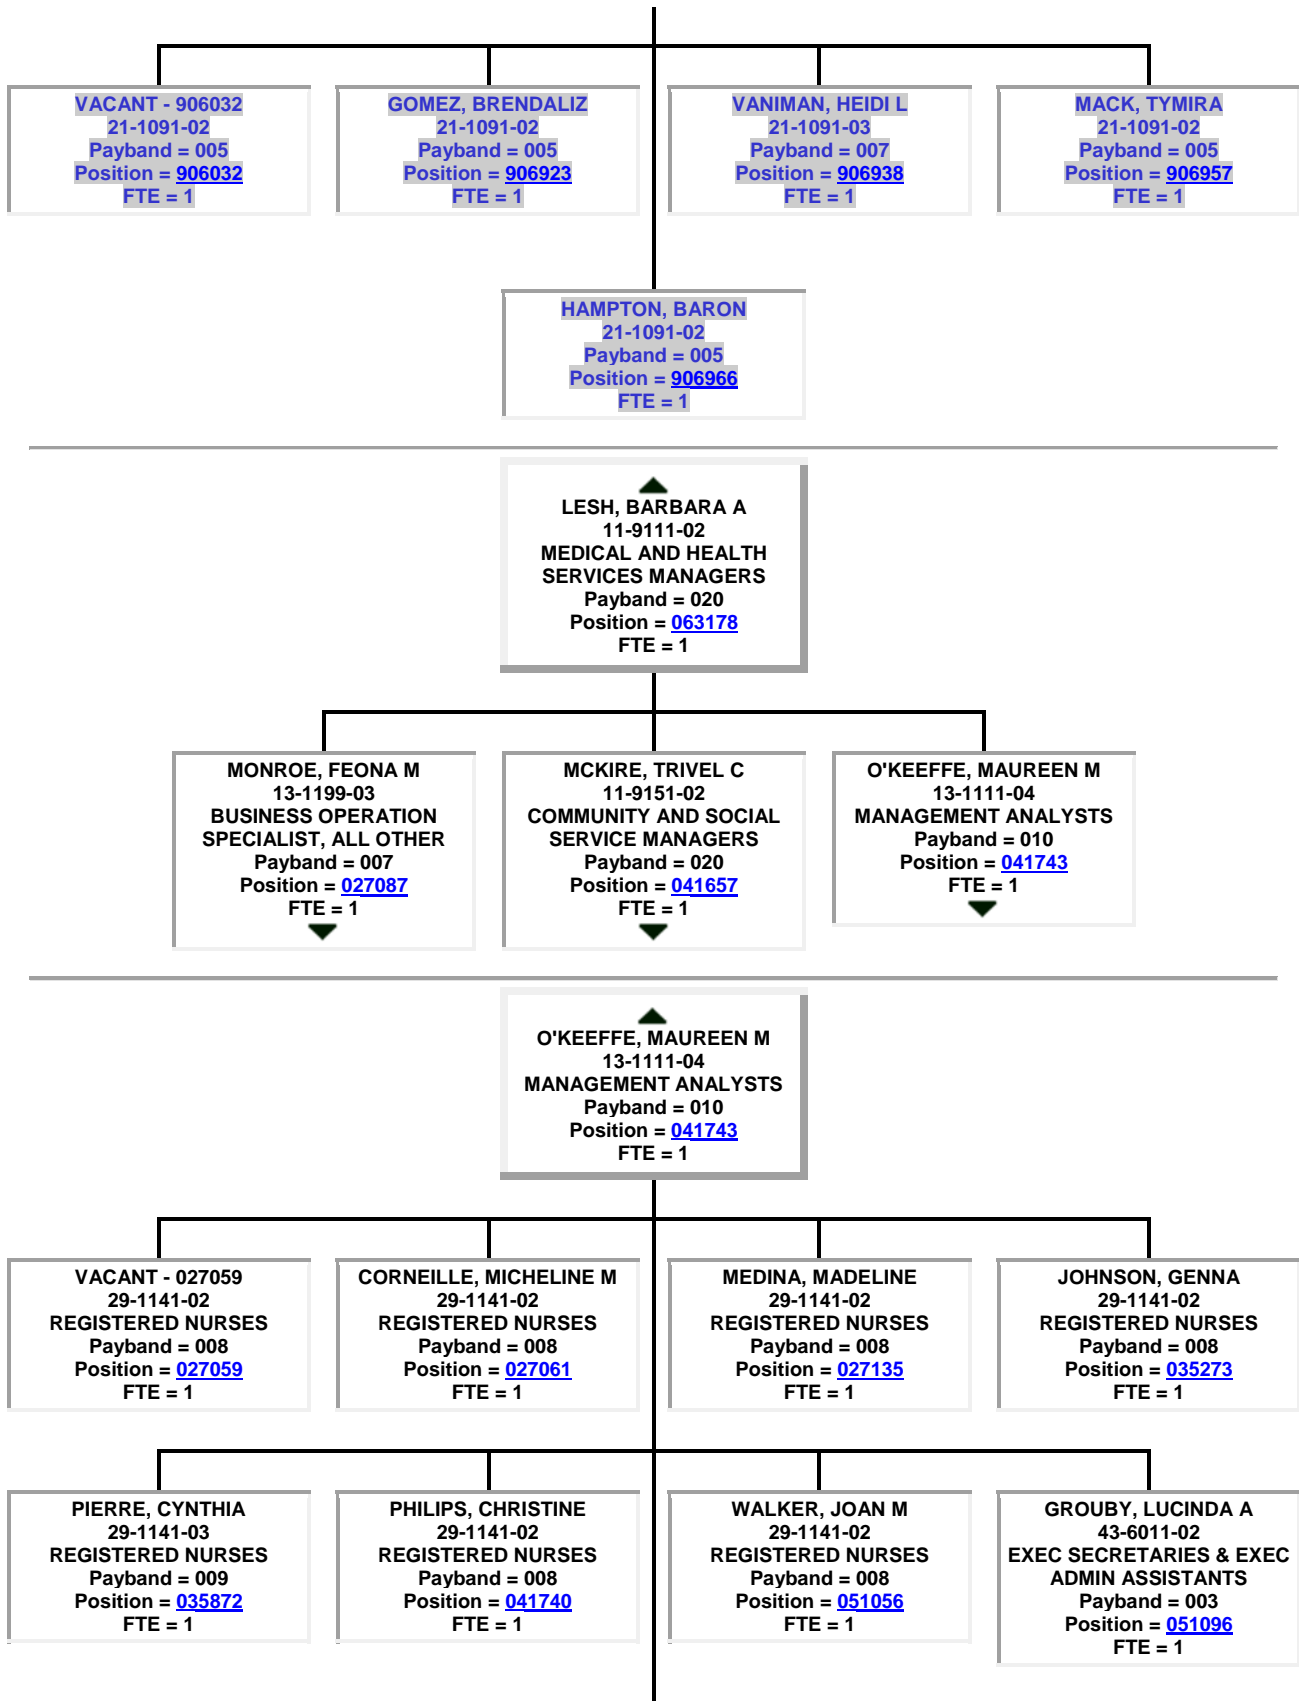 VACANT - 906032
21-1091-02
Payband = 005
Position = 906032
FTE = 1
GOMEZ, BRENDALIZ
21-1091-02
Payband = 005
Position = 906923
FTE = 1
VANIMAN, HEIDI L
21-1091-03
Payband = 007
Position = 906938
FTE = 1
MACK, TYMIRA
21-1091-02
Payband = 005
Position = 906957
FTE = 1
HAMPTON, BARON
21-1091-02
Payband = 005
Position = 906966
FTE = 1
LESH, BARBARA A
11-9111-02
MEDICAL AND HEALTH
SERVICES MANAGERS
Payband = 020
Position = 063178
FTE = 1
MONROE, FEONA M
13-1199-03
BUSINESS OPERATION
SPECIALIST, ALL OTHER
Payband = 007
Position = 027087
FTE = 1
MCKIRE, TRIVEL C
11-9151-02
COMMUNITY AND SOCIAL
SERVICE MANAGERS
Payband = 020
Position = 041657
FTE = 1
O'KEEFFE, MAUREEN M
13-1111-04
MANAGEMENT ANALYSTS
Payband = 010
Position = 041743
FTE = 1
O'KEEFFE, MAUREEN M
13-1111-04
MANAGEMENT ANALYSTS
Payband = 010
Position = 041743
FTE = 1
VACANT - 027059
29-1141-02
REGISTERED NURSES
Payband = 008
Position = 027059
FTE = 1
CORNEILLE, MICHELINE M
29-1141-02
REGISTERED NURSES
Payband = 008
Position = 027061
FTE = 1
MEDINA, MADELINE
29-1141-02
REGISTERED NURSES
Payband = 008
Position = 027135
FTE = 1
JOHNSON, GENNA
29-1141-02
REGISTERED NURSES
Payband = 008
Position = 035273
FTE = 1
PIERRE, CYNTHIA
29-1141-03
REGISTERED NURSES
Payband = 009
Position = 035872
FTE = 1
PHILIPS, CHRISTINE
29-1141-02
REGISTERED NURSES
Payband = 008
Position = 041740
FTE = 1
WALKER, JOAN M
29-1141-02
REGISTERED NURSES
Payband = 008
Position = 051056
FTE = 1
GROUBY, LUCINDA A
43-6011-02
EXEC SECRETARIES & EXEC
ADMIN ASSISTANTS
Payband = 003
Position = 051096
FTE = 1